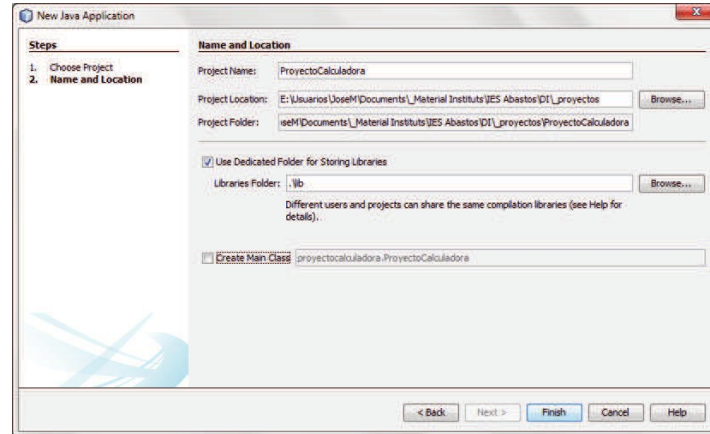 New Java Application
Steps
1. Choose Project
2. Name and Location
Name and Location
Project Name: ProyectoCalculadora
Project Location: E:\Usuarios\JoseM\Documents\_Material Instituts\IES Abastos\DI\_proyectos Browse...
Project Folder: ıseM\Documents\_Material Instituts\IES Abastos\DI\_proyectos\ProyectoCalculadora
Use Dedicated Folder for Storing Libraries
Libraries Folder: .\lib Browse...
Different users and projects can share the same compilation libraries (see Help for
details).
Create Main Class proyectocalculadora.ProyectoCalculadora
< Back Next > Finish Cancel Help